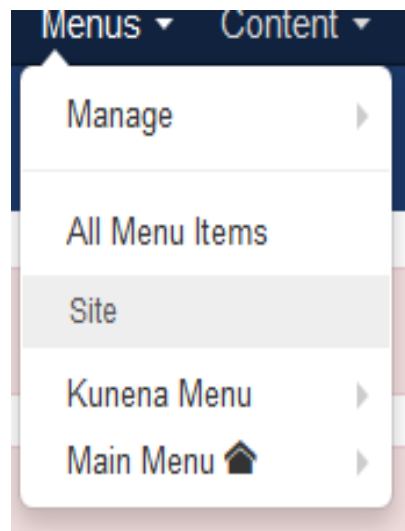 Menus Content
Manage
All Menu Items
Site
Kunena Menu
Main Menu